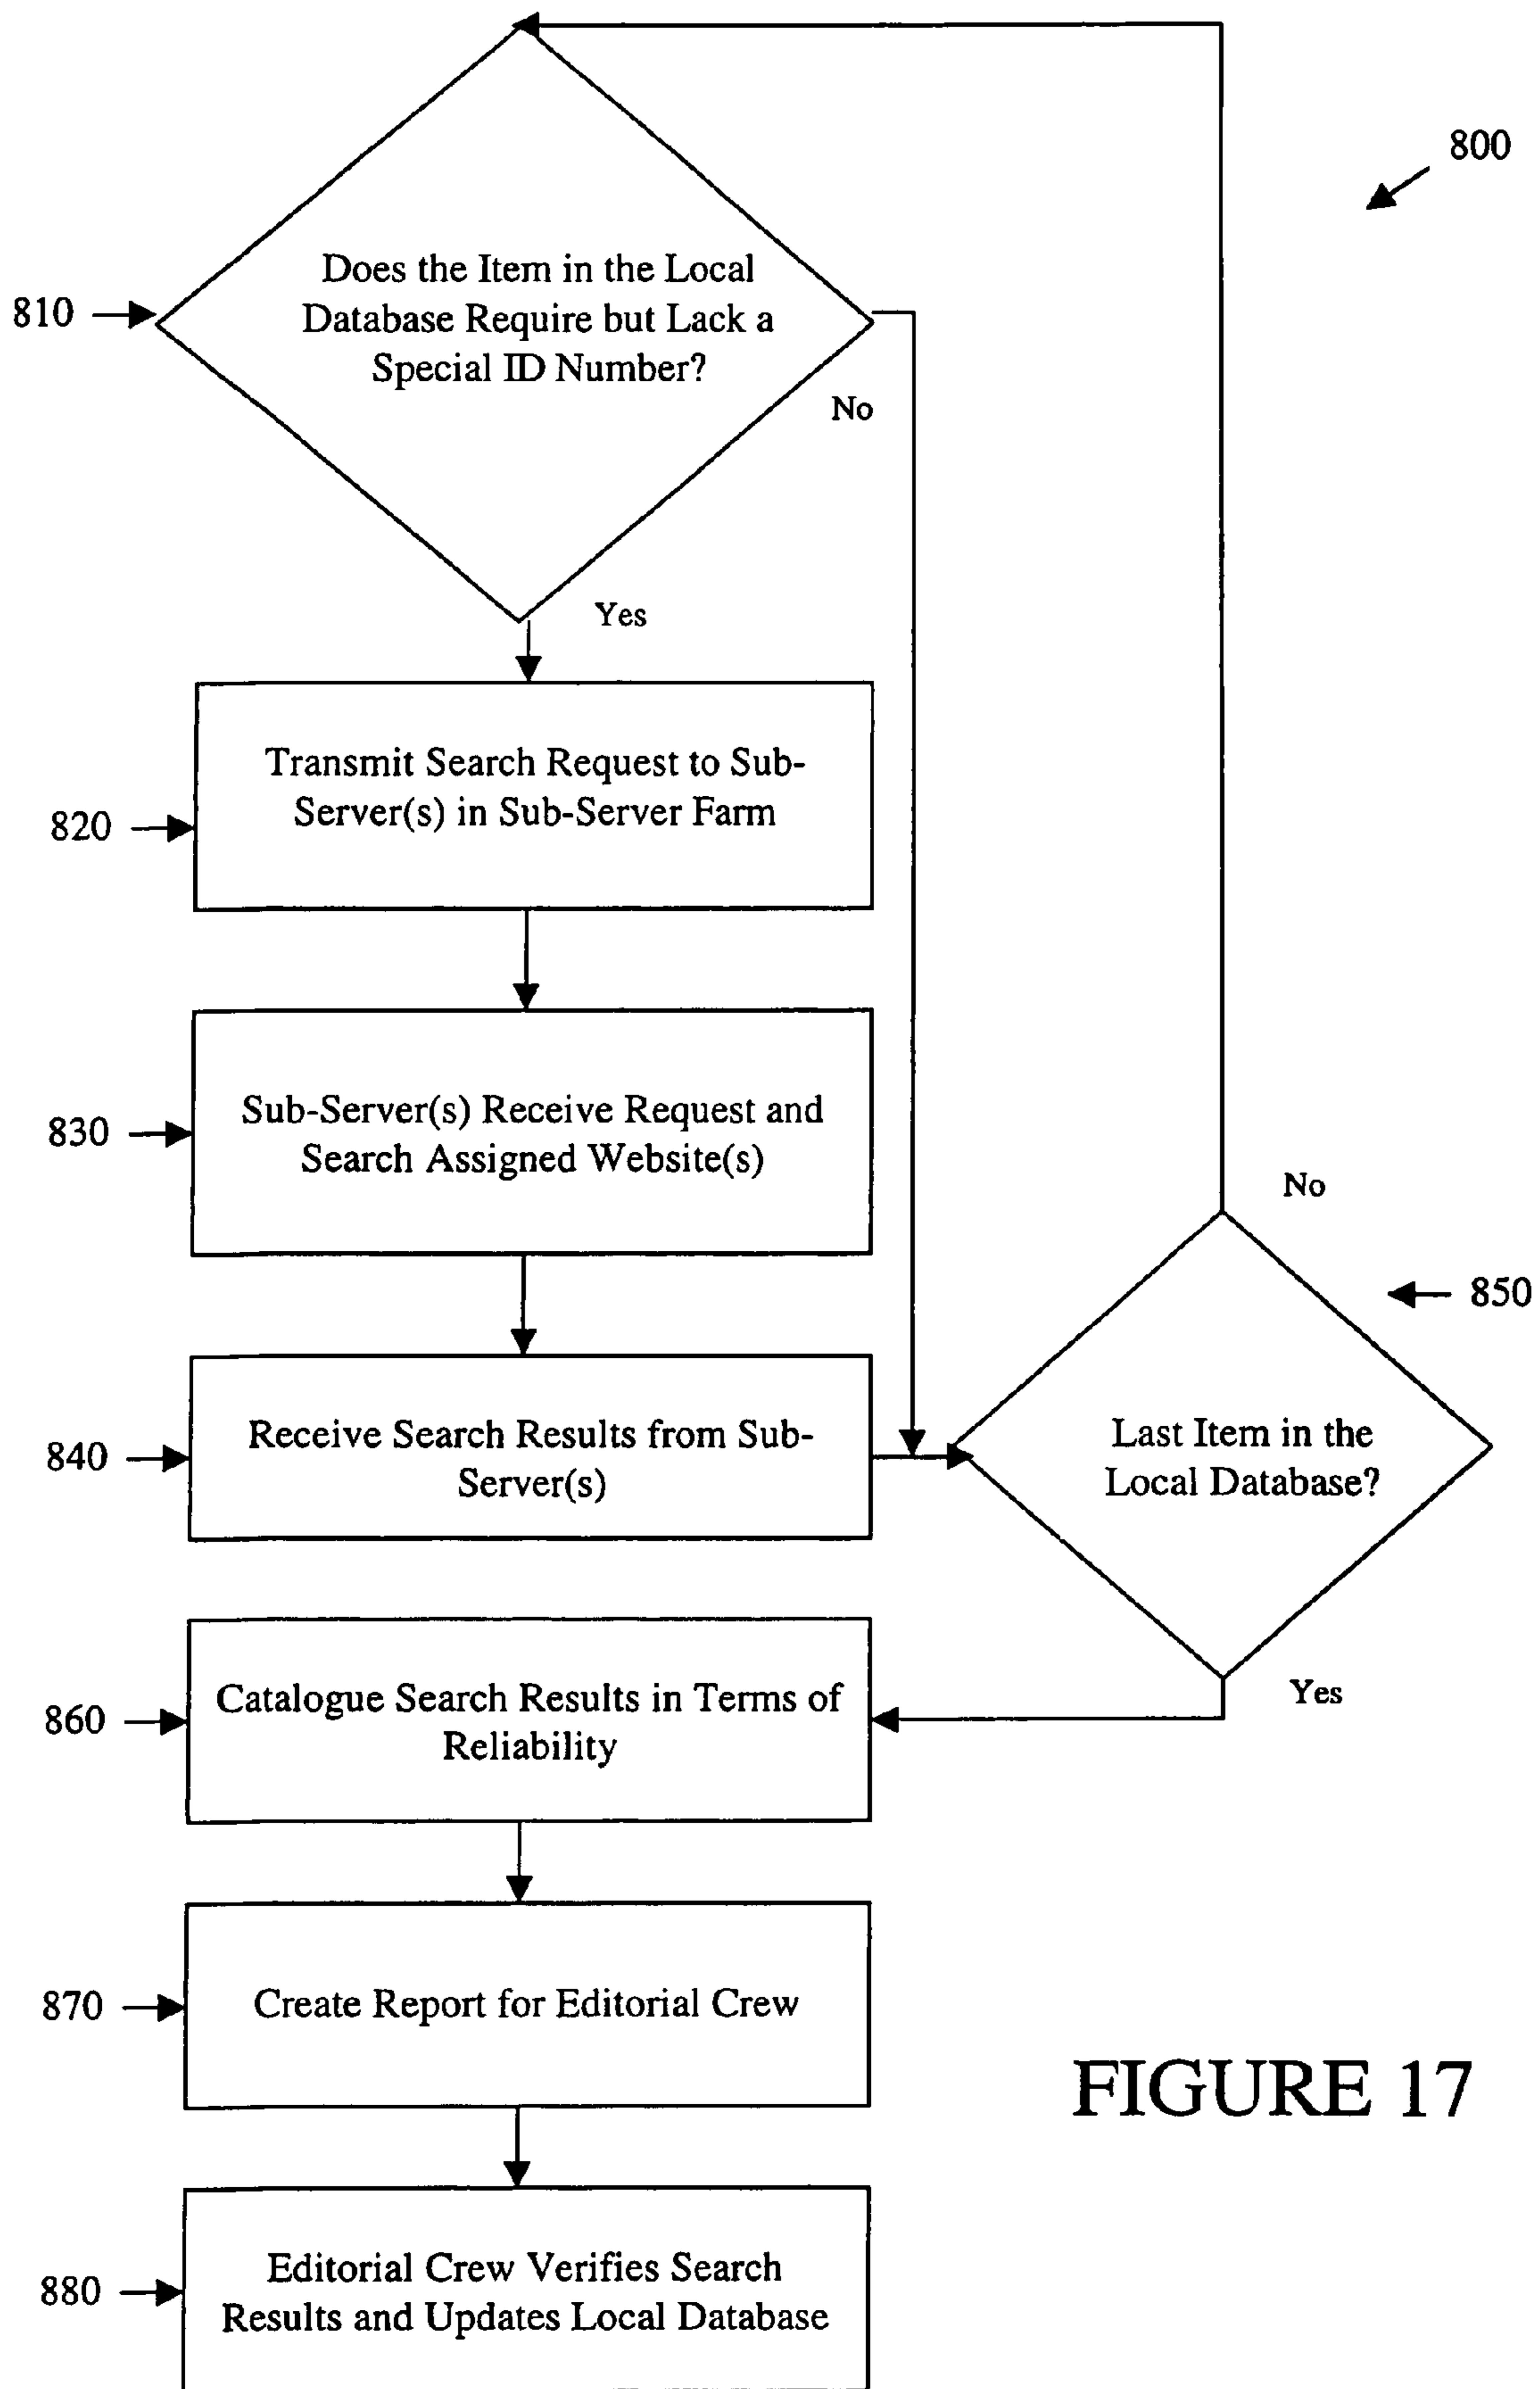 800
Does the Item in the Local
Database Require but Lack a
Special ID Number?
810
No
Yes
Transmit Search Request to Sub-
Server(s) in Sub-Server Farm
820
Sub-Server(s) Receive Request and
Search Assigned Website(s)
830
No
850
Receive Search Results from Sub-
Server(s)
840
Last Item in the
Local Database?
Yes
Catalogue Search Results in Terms of
Reliability
860
Create Report for Editorial Crew
870
FIGURE 17
Editorial Crew Verifies Search
Results and Updates Local Database
880